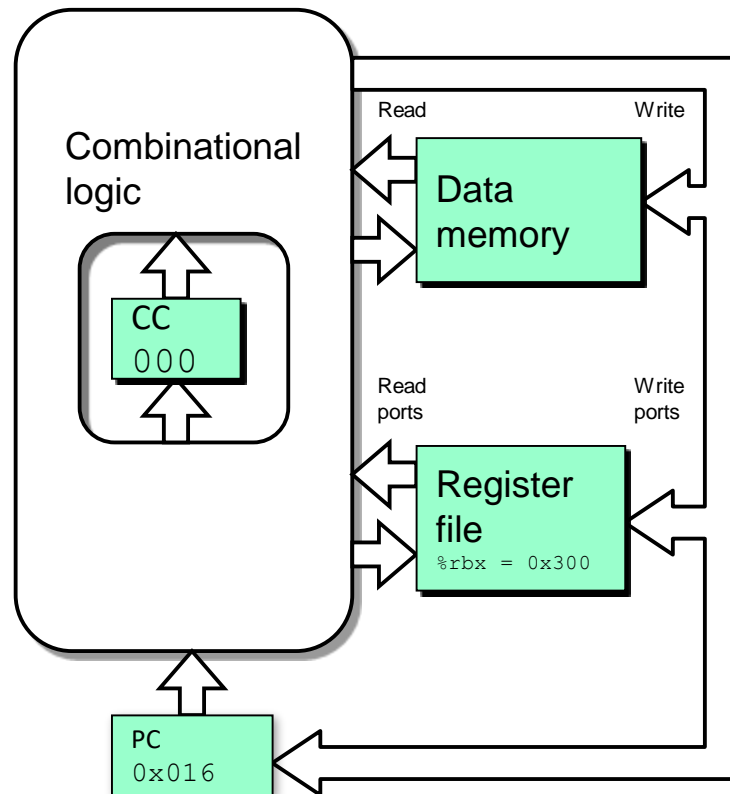 Combinational
logic
CC
000
Read
Write
Data
memory
Read
ports
Write
ports
Register
file
%rbx = 0x300
PC
0x016